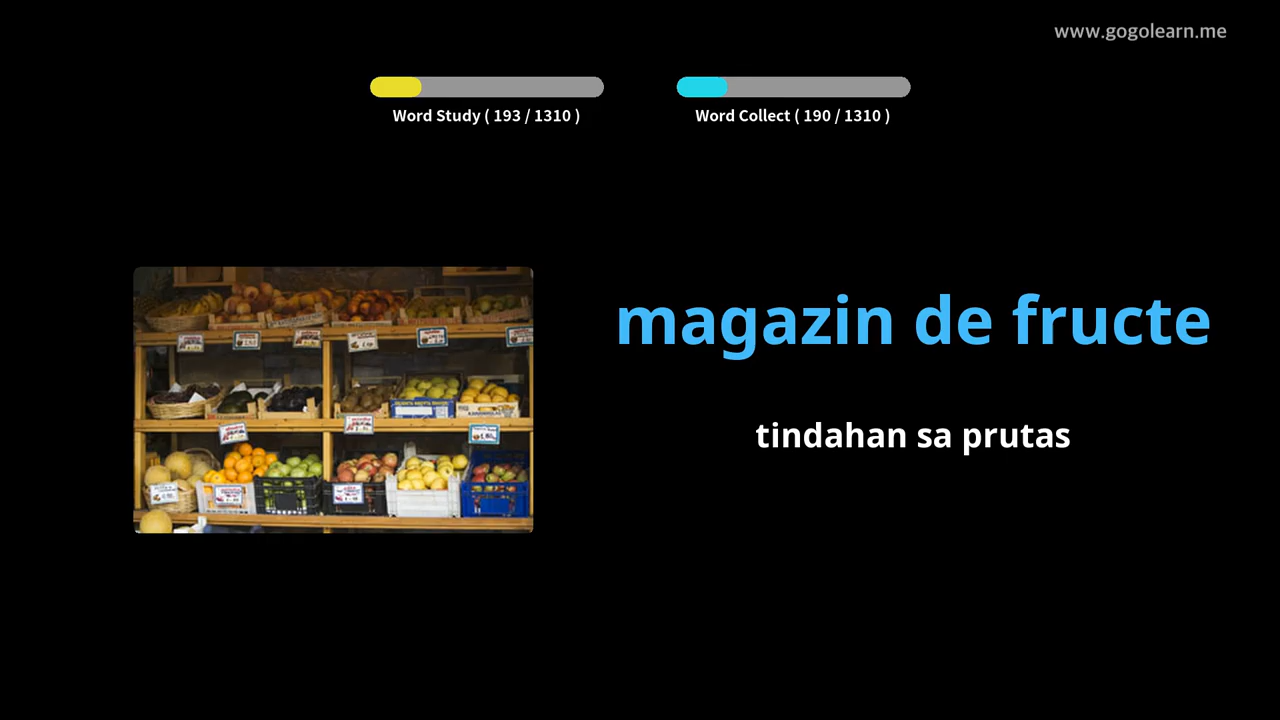 www.gogolearn.me
Word Study ( 193 / 1310 )
Word Collect ( 190 / 1310 )
magazin de fructe
tindahan sa prutas